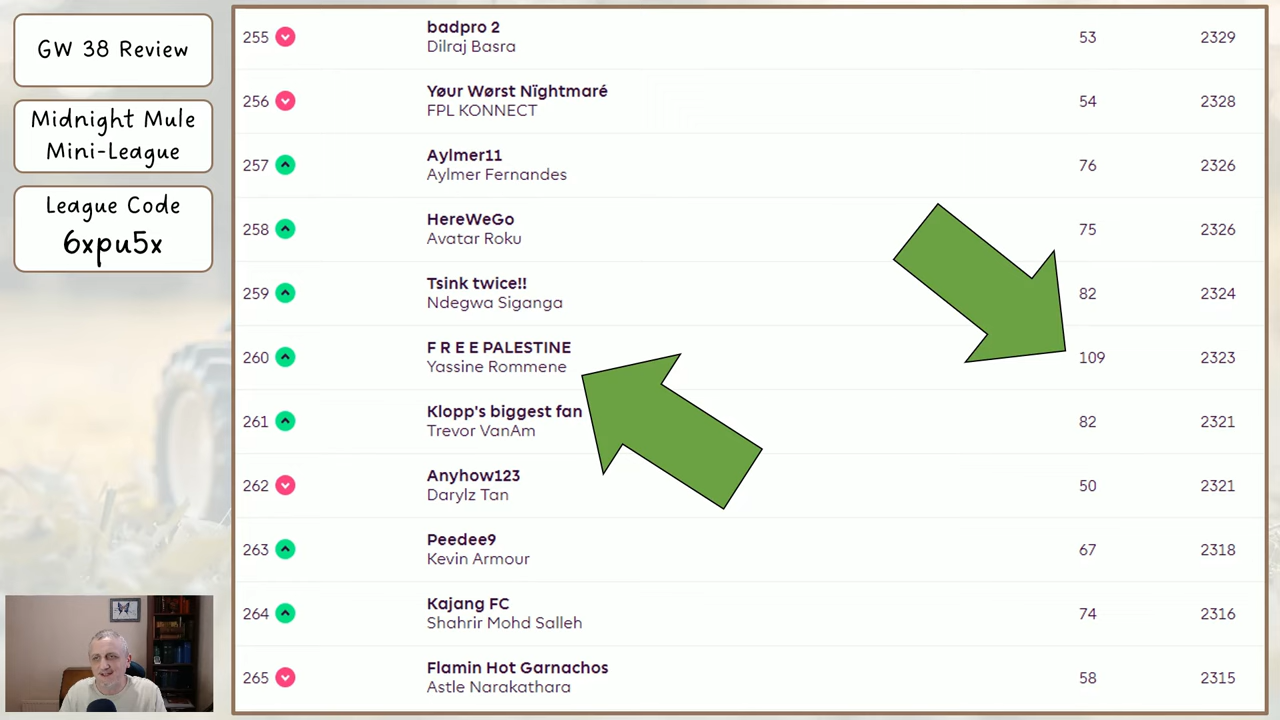 GW 38 Review
Midnight Mule
Mini-League
League Code
6xpu5x
255 badpro 2 53 2329
Dilraj Basra
256 Yøur Wørst Nïghtmaré 54 2328
FPL KONNECT
257 Aylmer11 76 2326
Aylmer Fernandes
258 HereWeGo 75 2326
Avatar Roku
259 Tsink twice!! 82 2324
Ndegwa Siganga
260 F R E E PALESTINE 109 2323
Yassine Rommene
261 Klopp's biggest fan 82 2321
Trevor VanAm
262 Anyhow123 50 2321
Darylz Tan
263 Peedee9 67 2318
Kevin Armour
264 Kajang FC 74 2316
Shahrir Mohd Salleh
265 Flamin Hot Garnachos 58 2315
Astle Narakathara